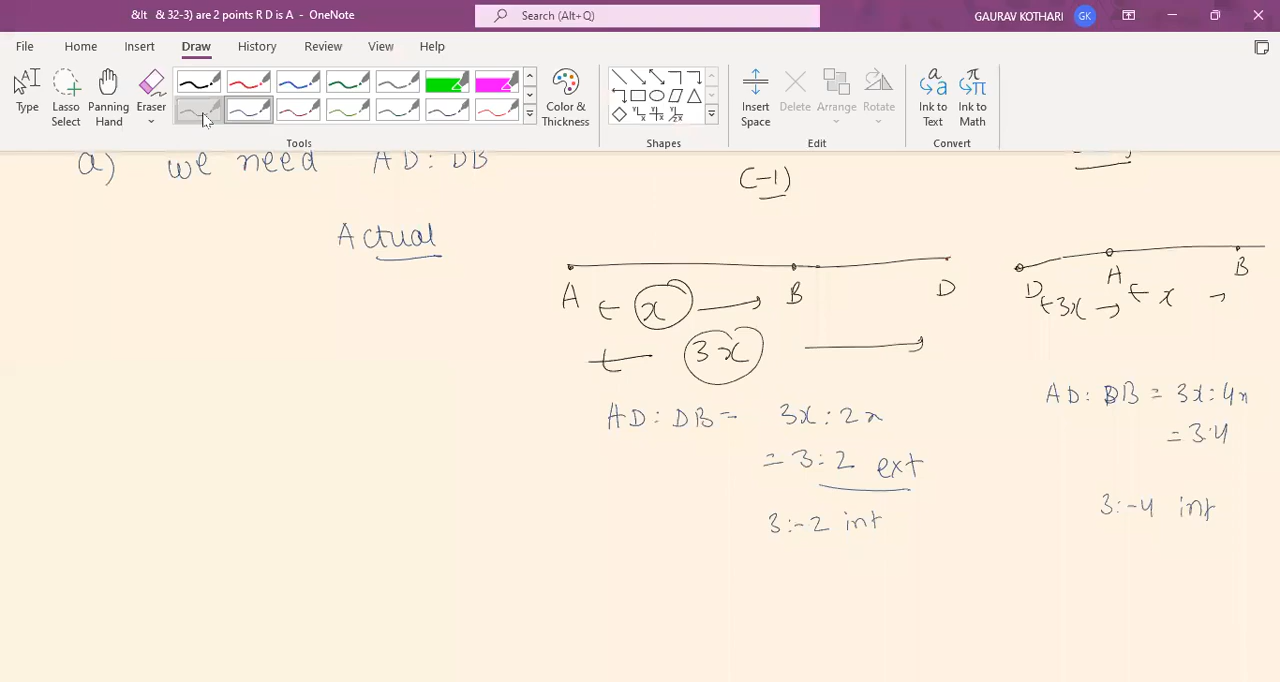 &lt & 32-3) are 2 points R D is A - OneNote
Search (Alt+Q)
GAURAV KOTHARI GK
File Home Insert Draw History Review View Help
Type
Lasso Select
Panning Hand
Eraser
Color & Thickness
Insert Space
Delete
Arrange
Rotate
Ink to Text
Ink to Math
Tools
Shapes
Edit
Convert
a) we need AD : DB
(-1)
Actual
A B D
x
3x
D A B
3x x
AD : DB = 3x : 2x
= 3 : 2 ext
3 : -2 int
AD : DB = 3x : 4x
= 3:4
3 : -4 int